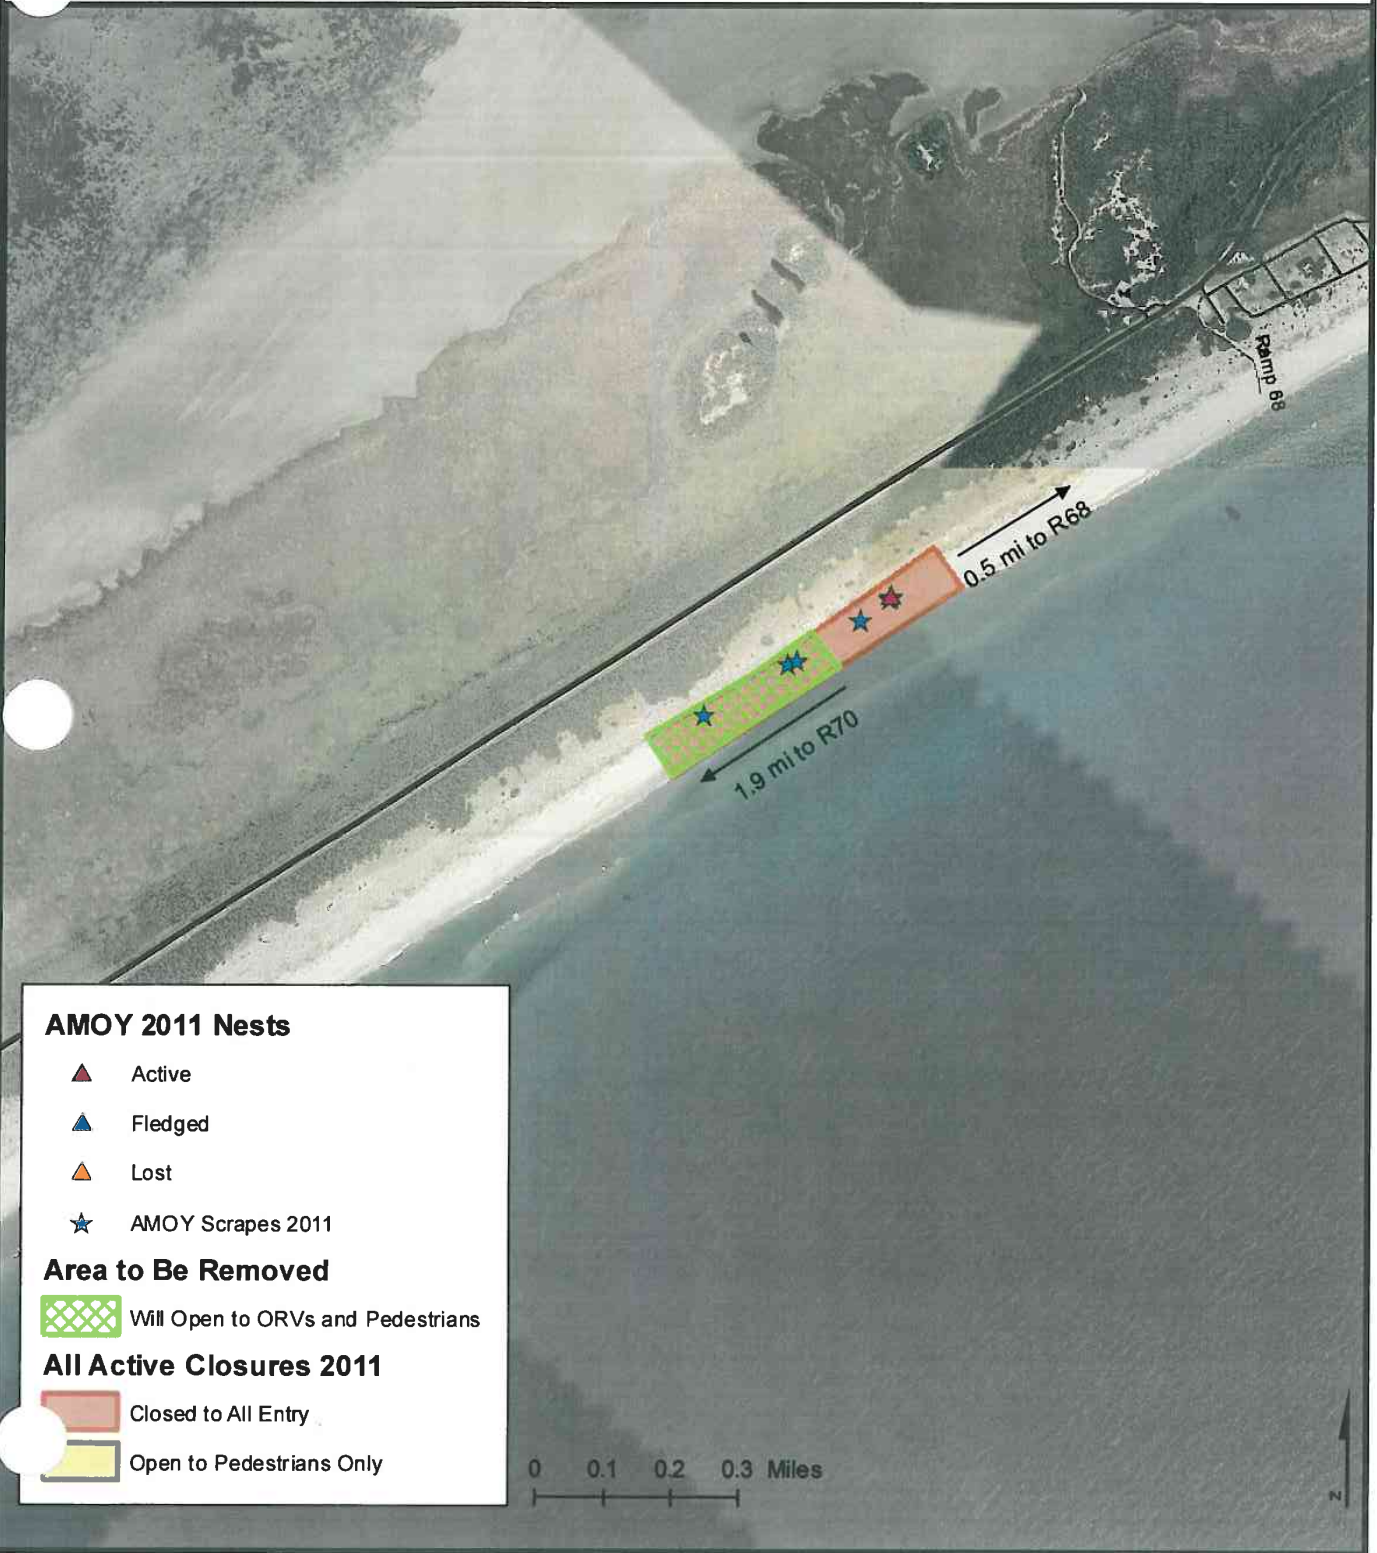 Ramp 68
0.5 mi to R68
1.9 mi to R70
AMOY 2011 Nests
Active
Fledged
Lost
AMOY Scrapes 2011
Area to Be Removed
Will Open to ORVs and Pedestrians
All Active Closures 2011
Closed to All Entry
Open to Pedestrians Only
0 0.1 0.2 0.3 Miles
N